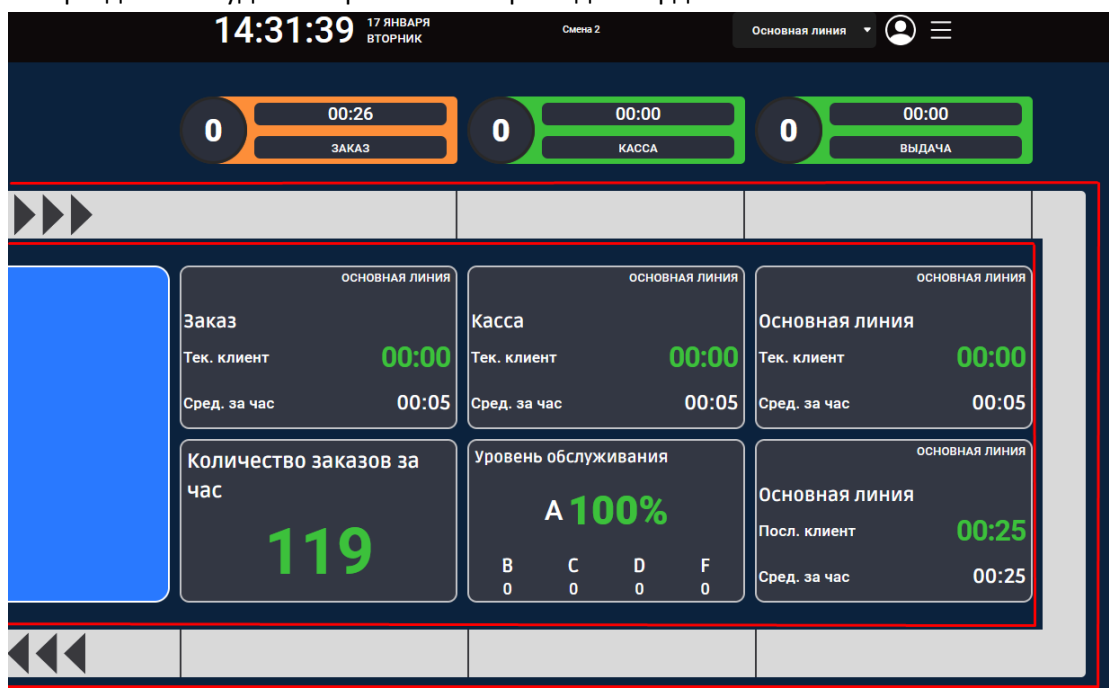 14:31:39
17 ЯНВАРЯ
ВТОРНИК
Смена 2
Основная линия
0
00:26
ЗАКАЗ
0
00:00
КАССА
0
00:00
ВЫДАЧА
ОСНОВНАЯ ЛИНИЯ
Заказ
Тек. клиент 00:00
Сред. за час 00:05
ОСНОВНАЯ ЛИНИЯ
Касса
Тек. клиент 00:00
Сред. за час 00:05
ОСНОВНАЯ ЛИНИЯ
Основная линия
Тек. клиент 00:00
Сред. за час 00:05
Количество заказов за
час
119
Уровень обслуживания
A 100%
B C D F
0 0 0 0
ОСНОВНАЯ ЛИНИЯ
Основная линия
Посл. клиент 00:25
Сред. за час 00:25